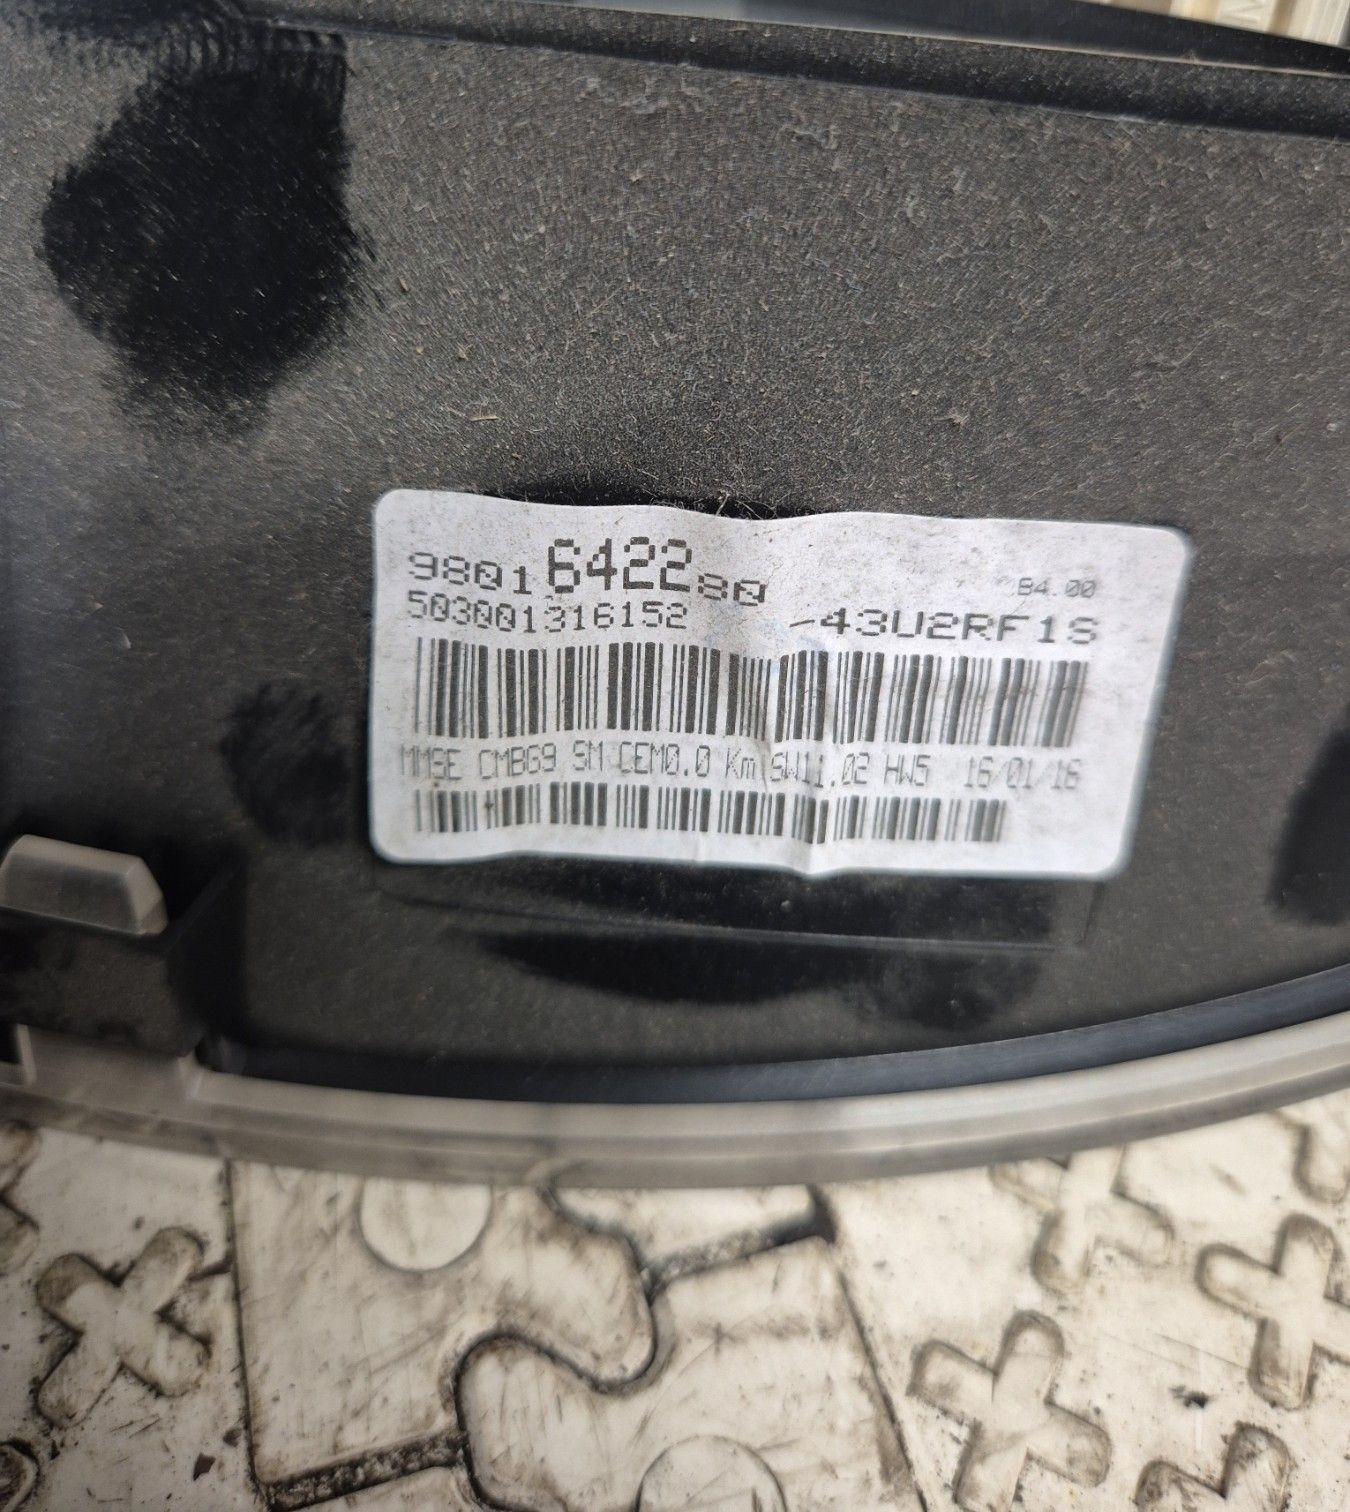 9801642280 B4.00
503001316152 -43U2RF1S
MMSE CMBG9 SM CEM0.0 Km SW11.02 HW5 16/01/16